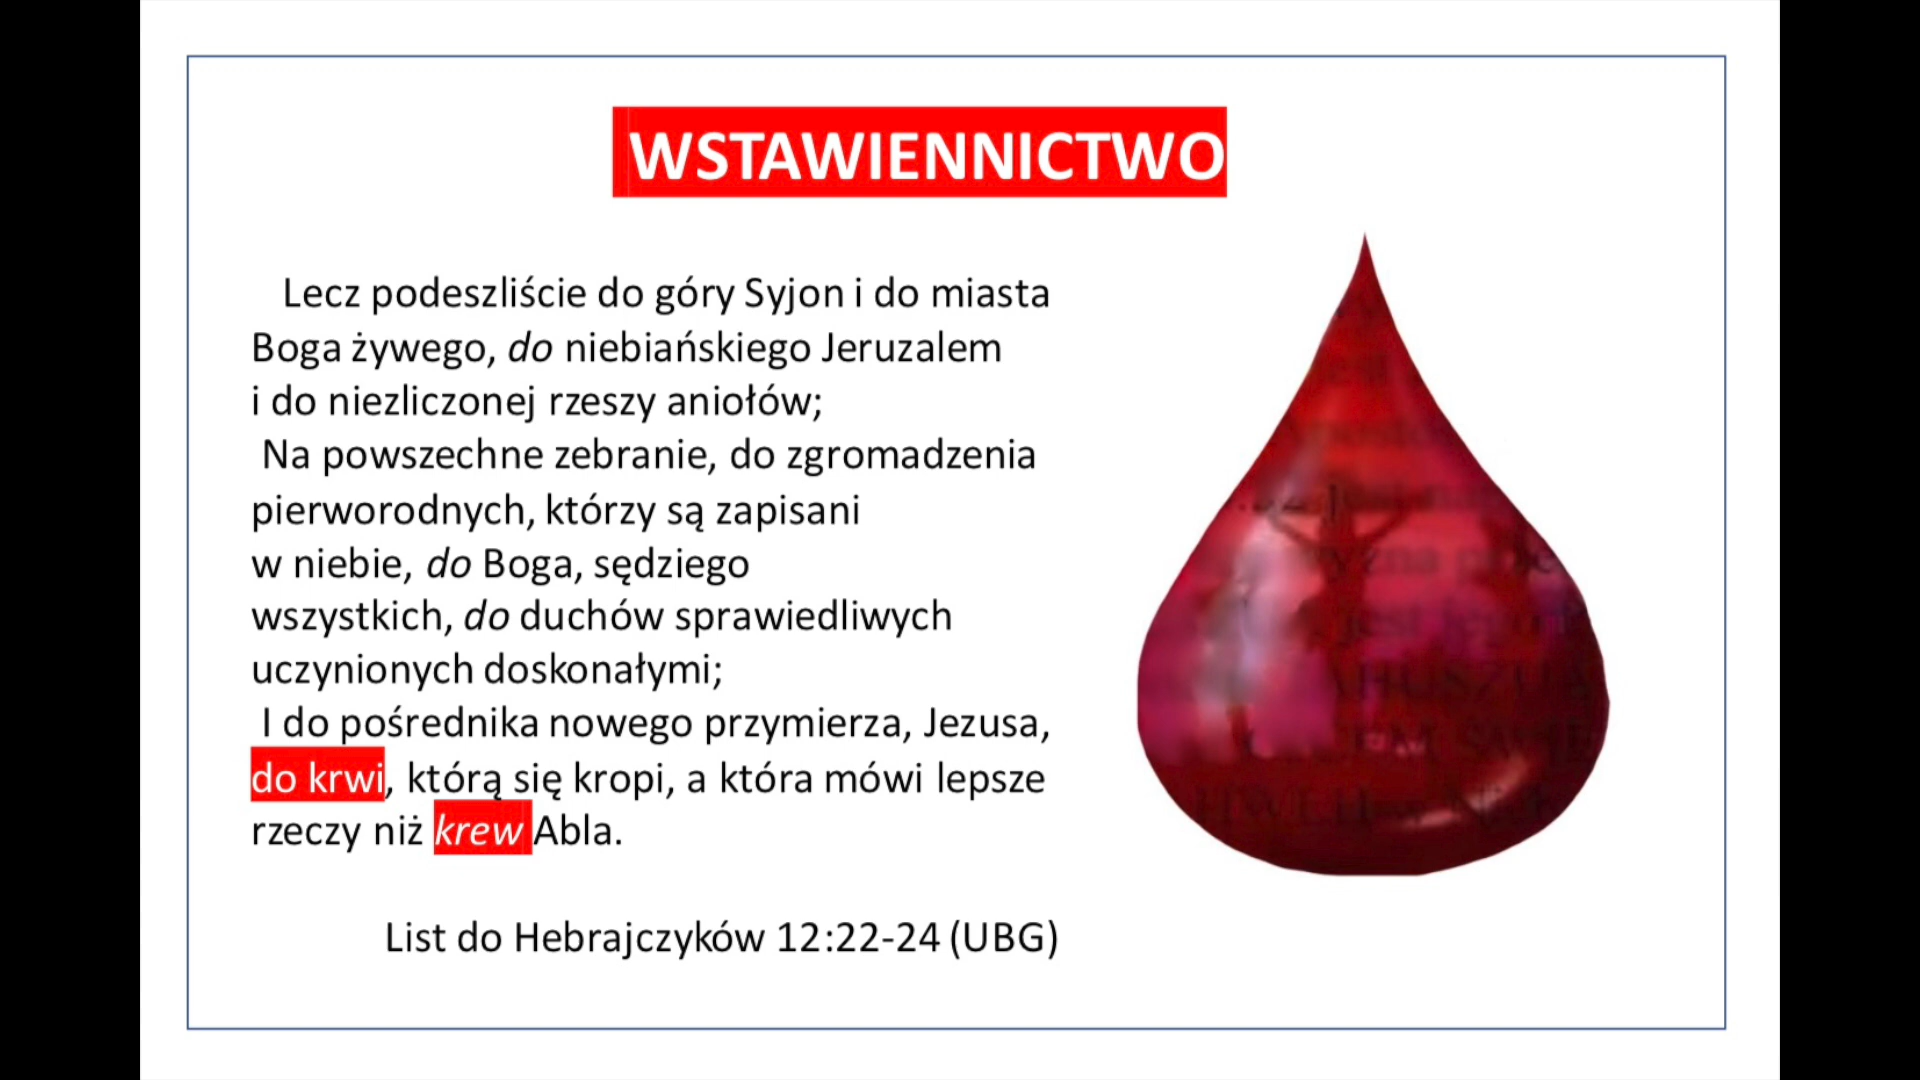 WSTAWIENNICTWO
Lecz podeszliście do góry Syjon i do miasta
Boga żywego, do niebiańskiego Jeruzalem
i do niezliczonej rzeszy aniołów;
Na powszechne zebranie, do zgromadzenia
pierworodnych, którzy są zapisani
w niebie, do Boga, sędziego
wszystkich, do duchów sprawiedliwych
uczynionych doskonałymi;
I do pośrednika nowego przymierza, Jezusa,
do krwi, którą się kropi, a która mówi lepsze
rzeczy niż krew Abla.
List do Hebrajczyków 12:22-24 (UBG)
jest